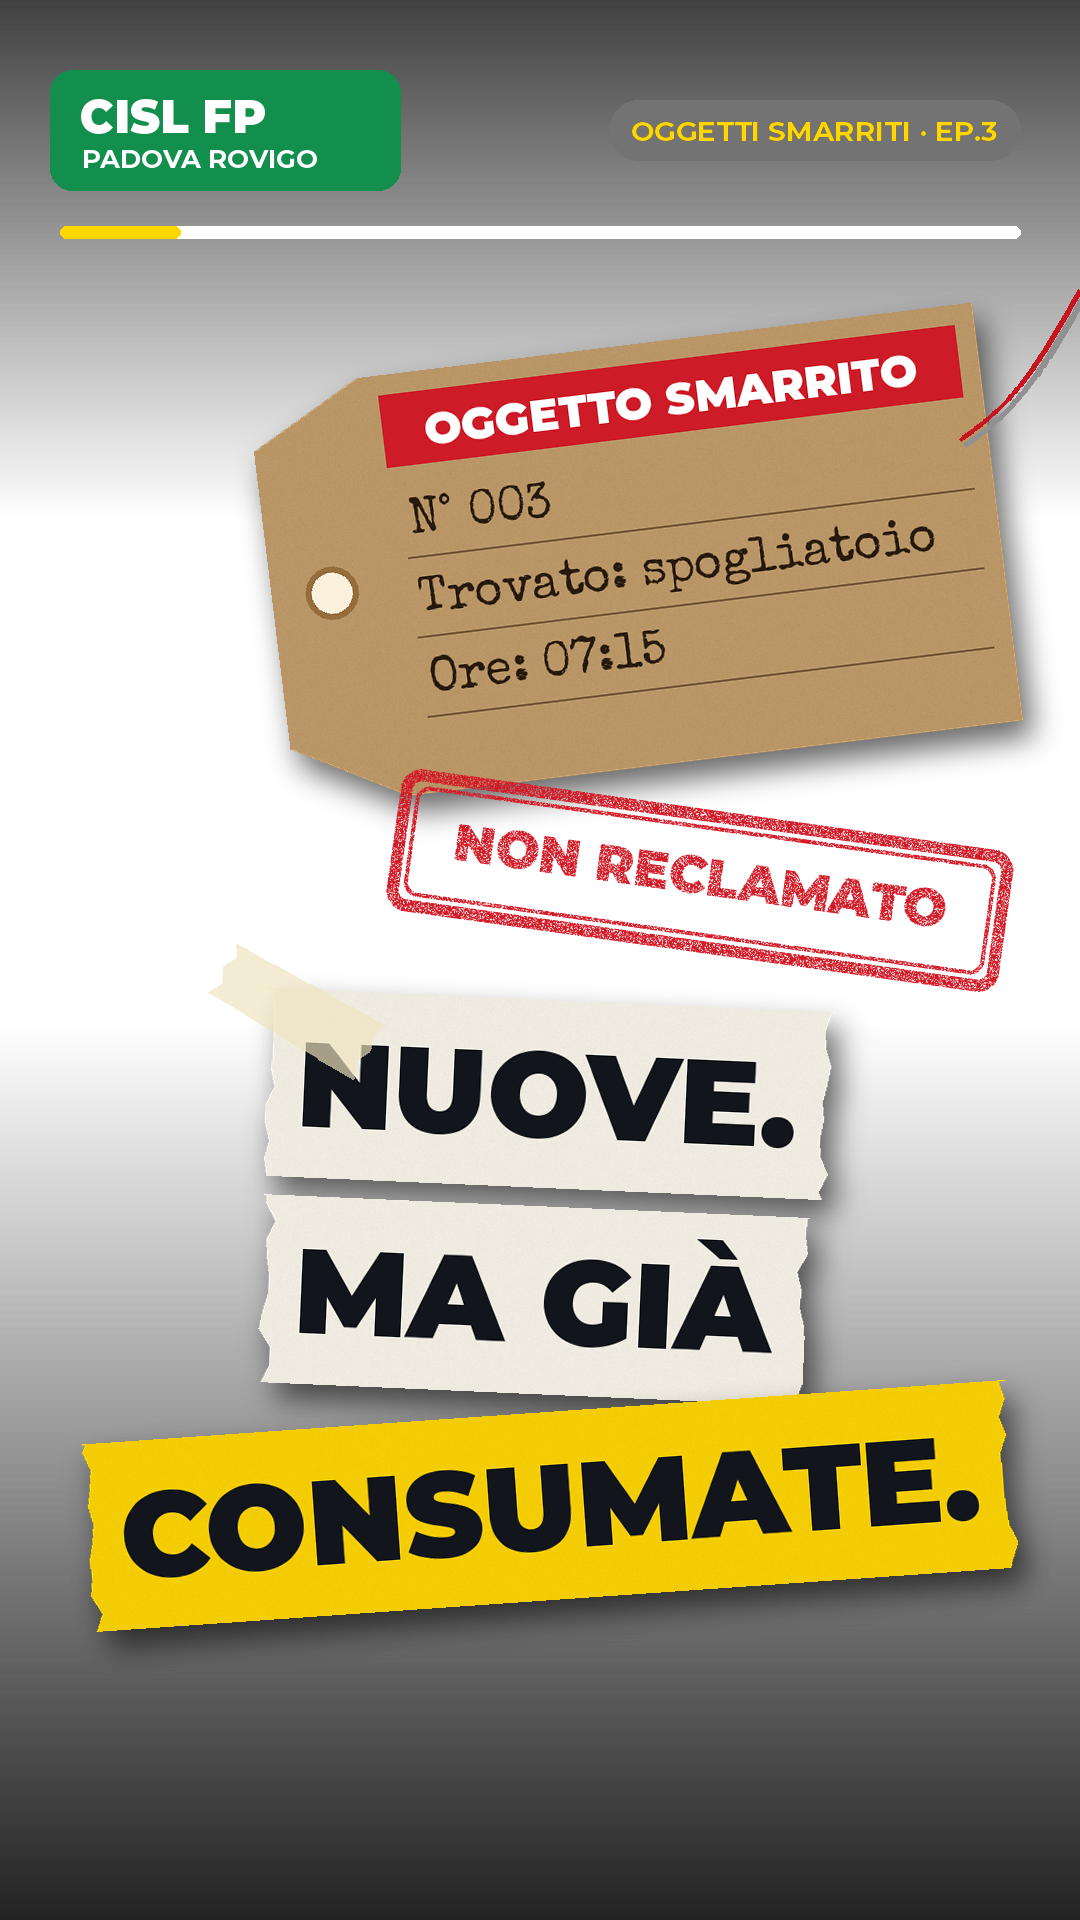 CISL FP
PADOVA ROVIGO
OGGETTI SMARRITI · EP.3
OGGETTO SMARRITO
N° 003
Trovato: spogliatoio
Ore: 07:15
NON RECLAMATO
NUOVE.
MA GIÀ
CONSUMATE.